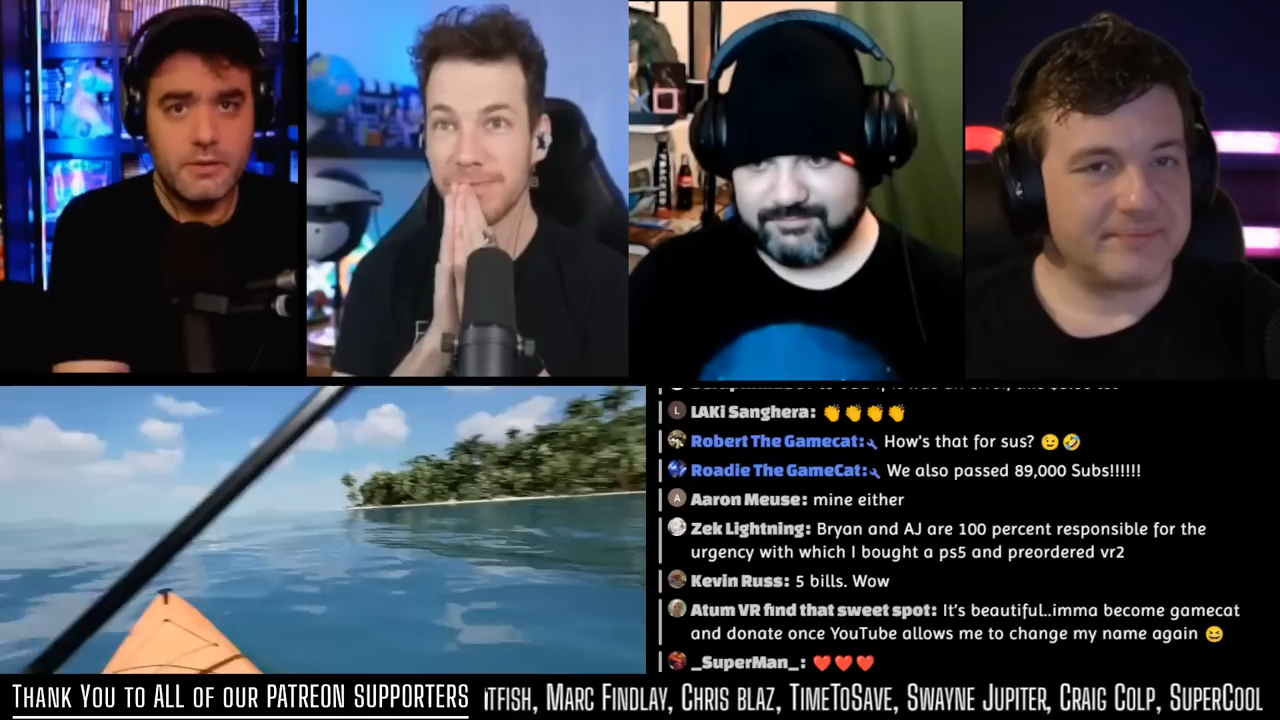 LAKi Sanghera: 👏👏👏👏
Robert The Gamecat: How's that for sus? 😉🤣
Roadie The GameCat: We also passed 89,000 Subs!!!!!!
Aaron Meuse: mine either
Zek Lightning: Bryan and AJ are 100 percent responsible for the
urgency with which I bought a ps5 and preordered vr2
Kevin Russ: 5 bills. Wow
Atum VR find that sweet spot: It's beautiful..imma become gamecat
and donate once YouTube allows me to change my name again 😆
_SuperMan_: ❤️❤️❤️
THANK YOU TO ALL OF OUR PATREON SUPPORTERS
ITFISH, MARC FINDLAY, CHRIS BLAZ, TIMETOSAVE, SWAYNE JUPITER, CRAIG COLP, SUPERCOOL